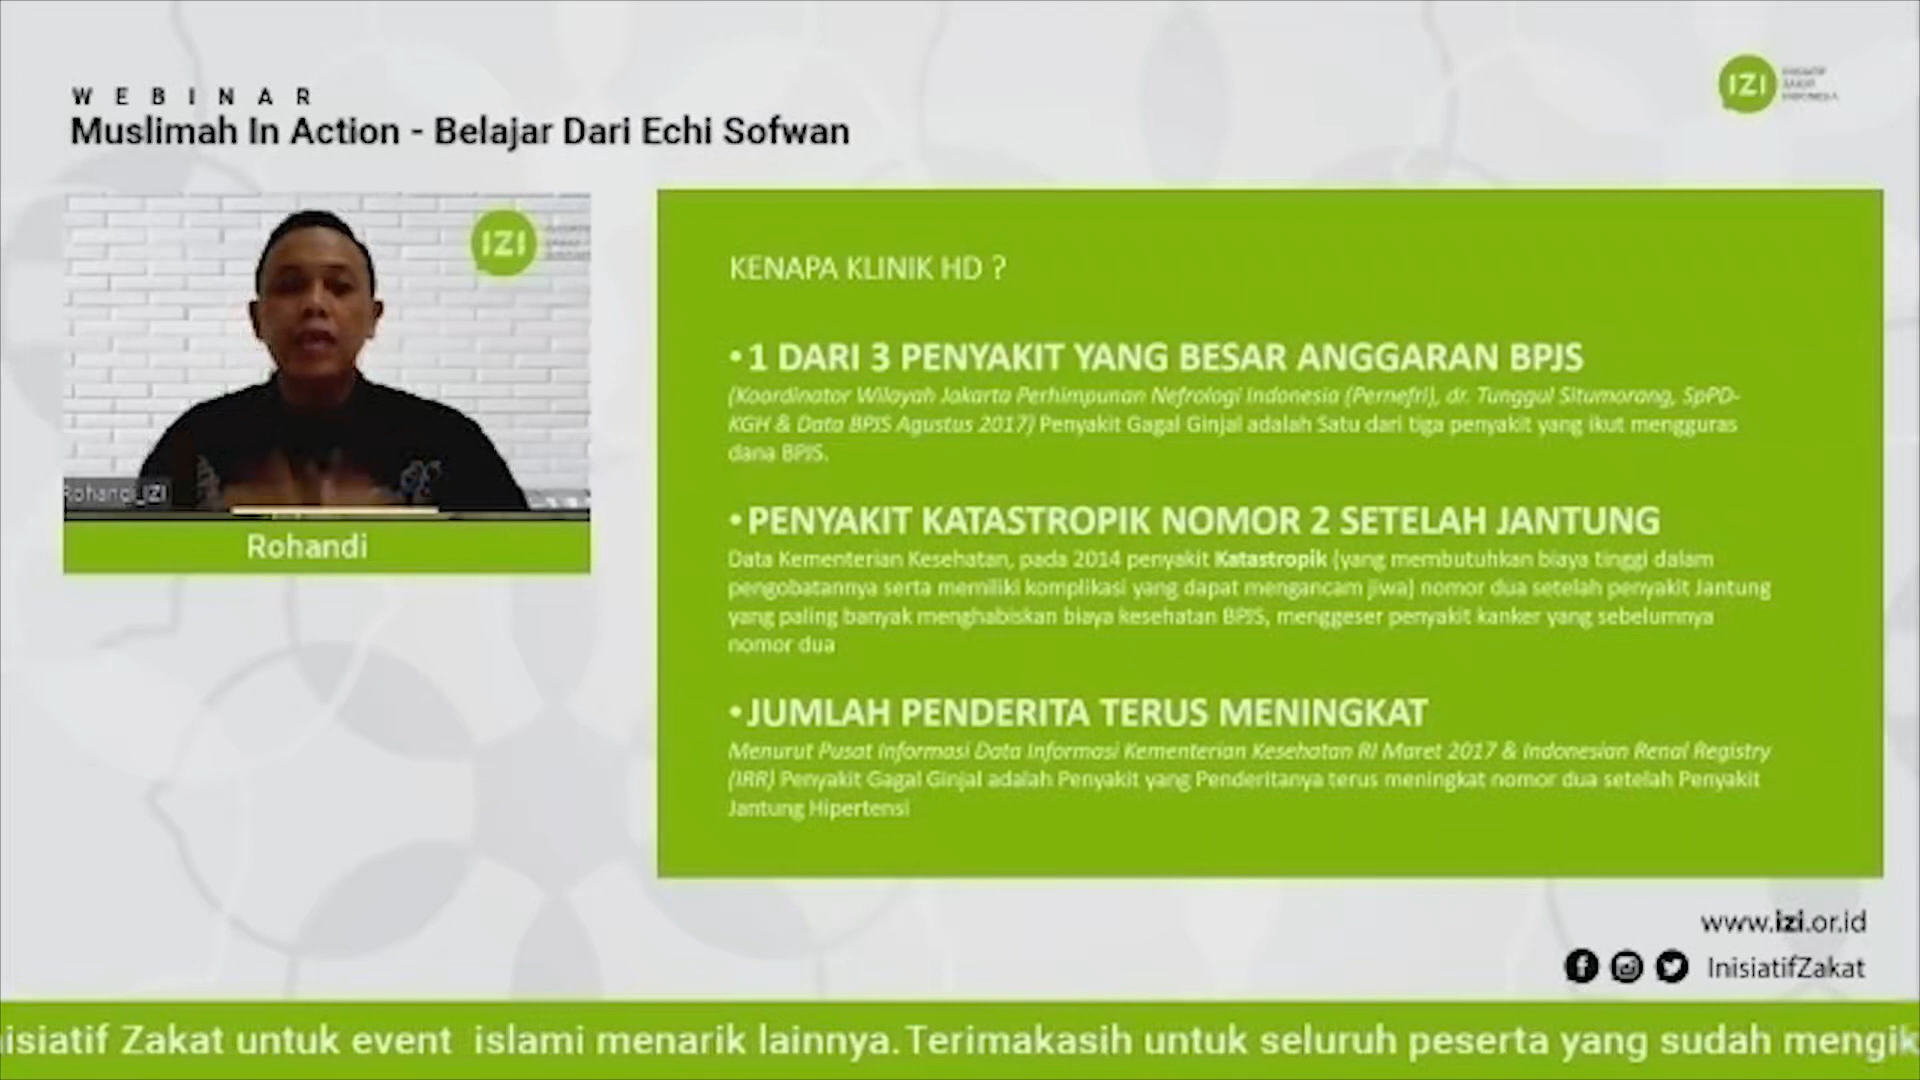 WEBINAR
Muslimah In Action - Belajar Dari Echi Sofwan
IZI
INISIATIF
ZAKAT
INDONESIA
IZI
Rohandi_IZI
Rohandi
KENAPA KLINIK HD ?
• 1 DARI 3 PENYAKIT YANG BESAR ANGGARAN BPJS
(Koordinator Wilayah Jakarta Perhimpunan Nefrologi Indonesia (Pernefri), dr. Tunggul Situmorang, SpPD-
KGH & Data BPJS Agustus 2017) Penyakit Gagal Ginjal adalah Satu dari tiga penyakit yang ikut mengguras
dana BPJS.
• PENYAKIT KATASTROPIK NOMOR 2 SETELAH JANTUNG
Data Kementerian Kesehatan, pada 2014 penyakit Katastropik (yang membutuhkan biaya tinggi dalam
pengobatannya serta memiliki komplikasi yang dapat mengancam jiwa) nomor dua setelah penyakit Jantung
yang paling banyak menghabiskan biaya kesehatan BPJS, menggeser penyakit kanker yang sebelumnya
nomor dua
• JUMLAH PENDERITA TERUS MENINGKAT
Menurut Pusat Informasi Data Informasi Kementerian Kesehatan RI Maret 2017 & Indonesian Renal Registry
(IRR) Penyakit Gagal Ginjal adalah Penyakit yang Penderitanya terus meningkat nomor dua setelah Penyakit
Jantung Hipertensi
www.izi.or.id
InisiatifZakat
isiatif Zakat untuk event islami menarik lainnya. Terimakasih untuk seluruh peserta yang sudah mengik